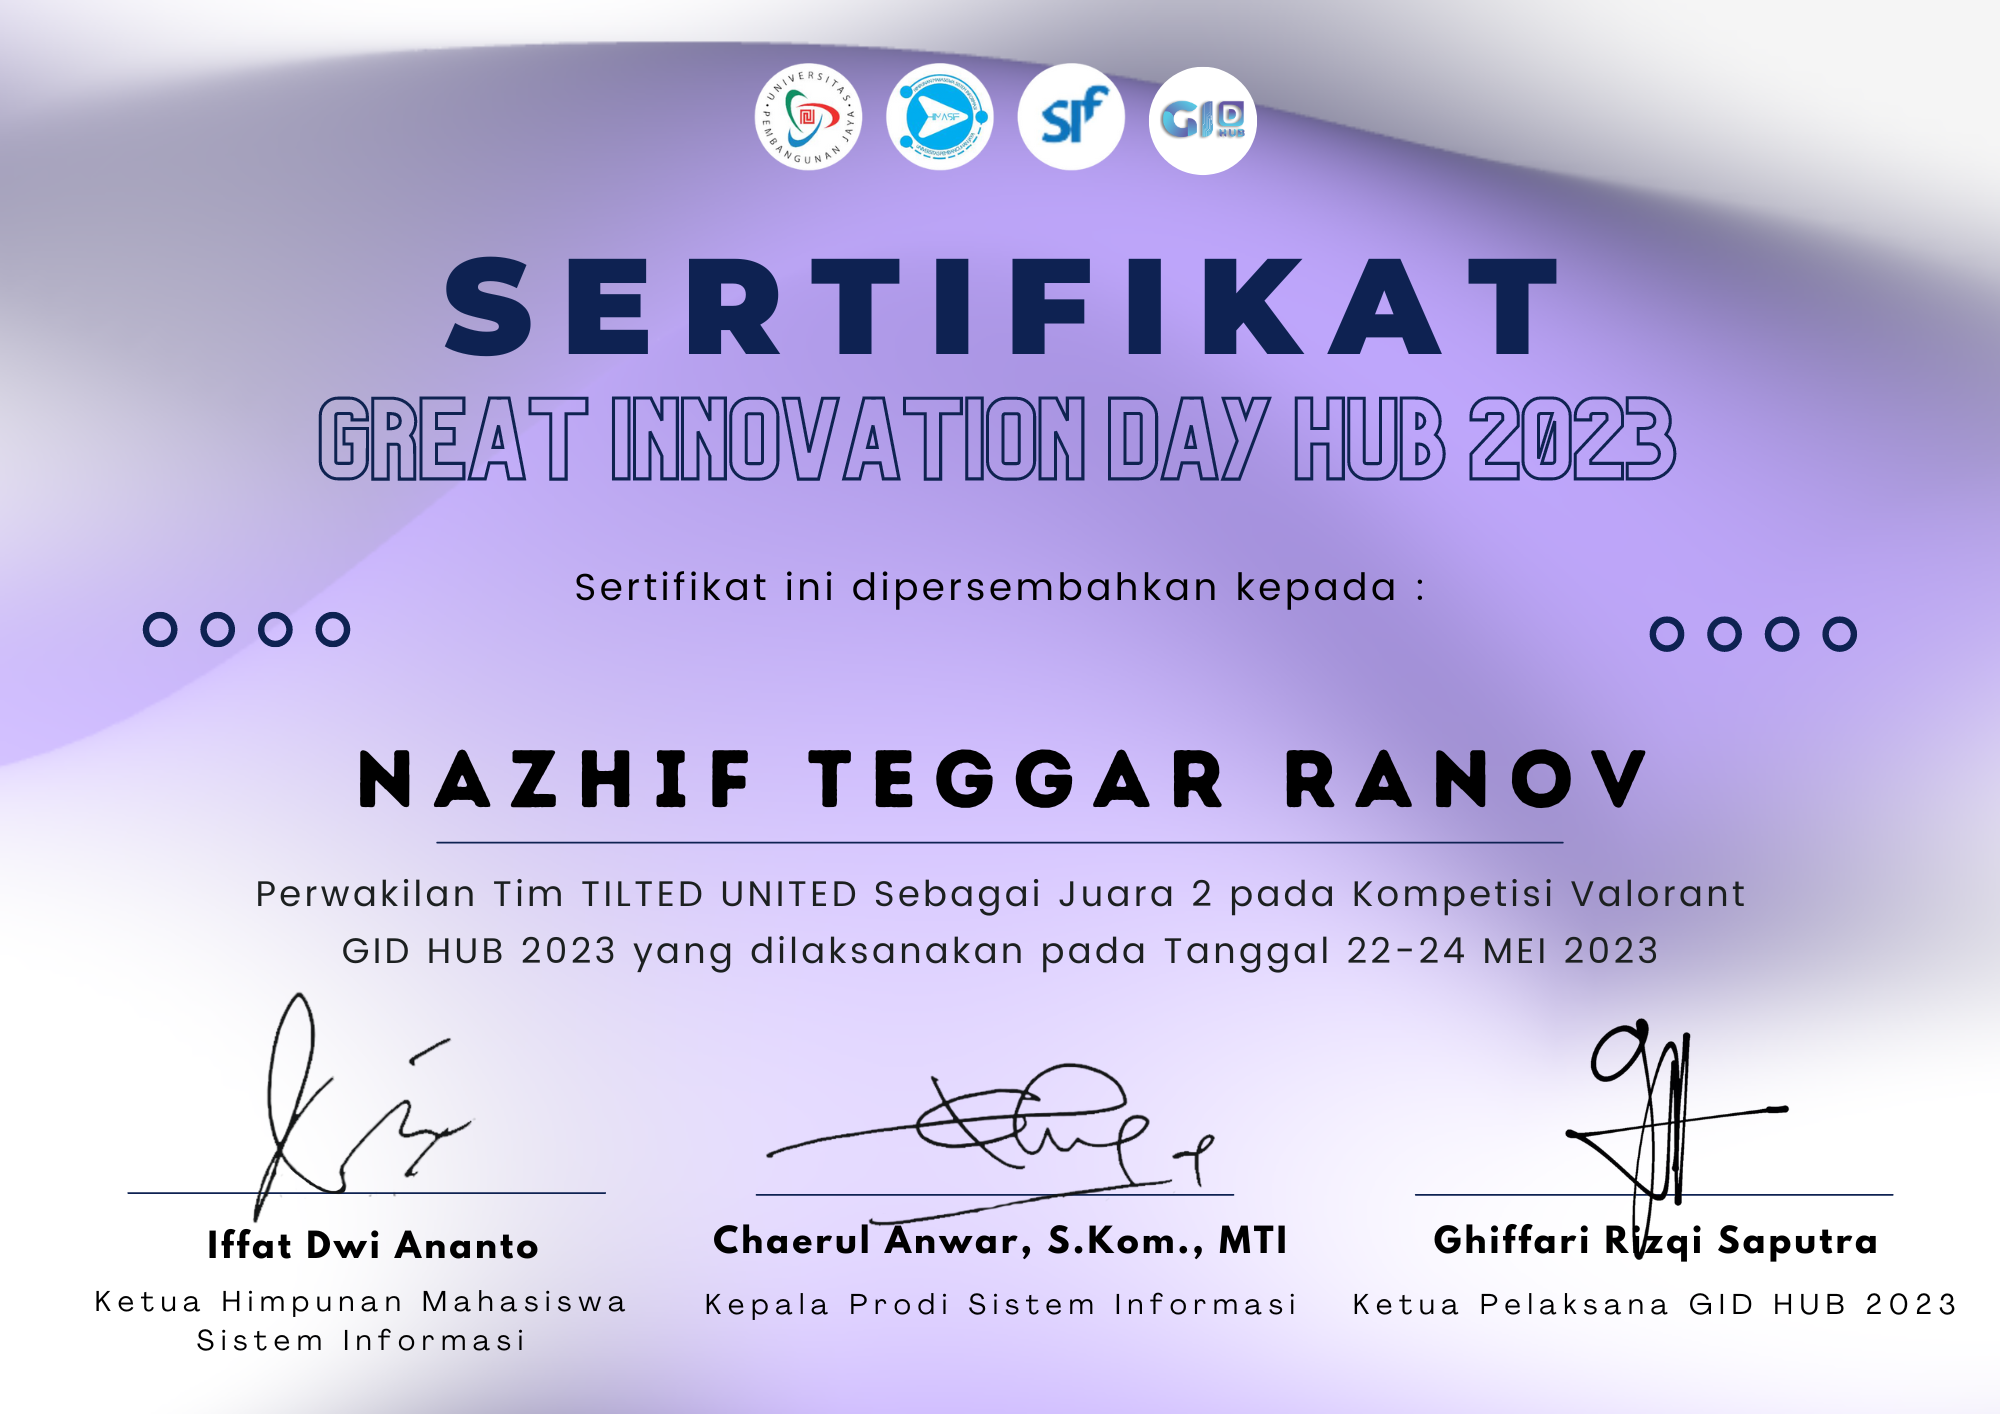 UNIVERSITAS
PEMBANGUNAN JAYA
HIMASIF
SIf
GID
HUB
SERTIFIKAT
GREAT INNOVATION DAY HUB 2023
Sertifikat ini dipersembahkan kepada :
NAZHIF TEGGAR RANOV
Perwakilan Tim TILTED UNITED Sebagai Juara 2 pada Kompetisi Valorant
GID HUB 2023 yang dilaksanakan pada Tanggal 22-24 MEI 2023
Iffat Dwi Ananto
Chaerul Anwar, S.Kom., MTI
Ghiffari Rizqi Saputra
Ketua Himpunan Mahasiswa
Sistem Informasi
Kepala Prodi Sistem Informasi
Ketua Pelaksana GID HUB 2023